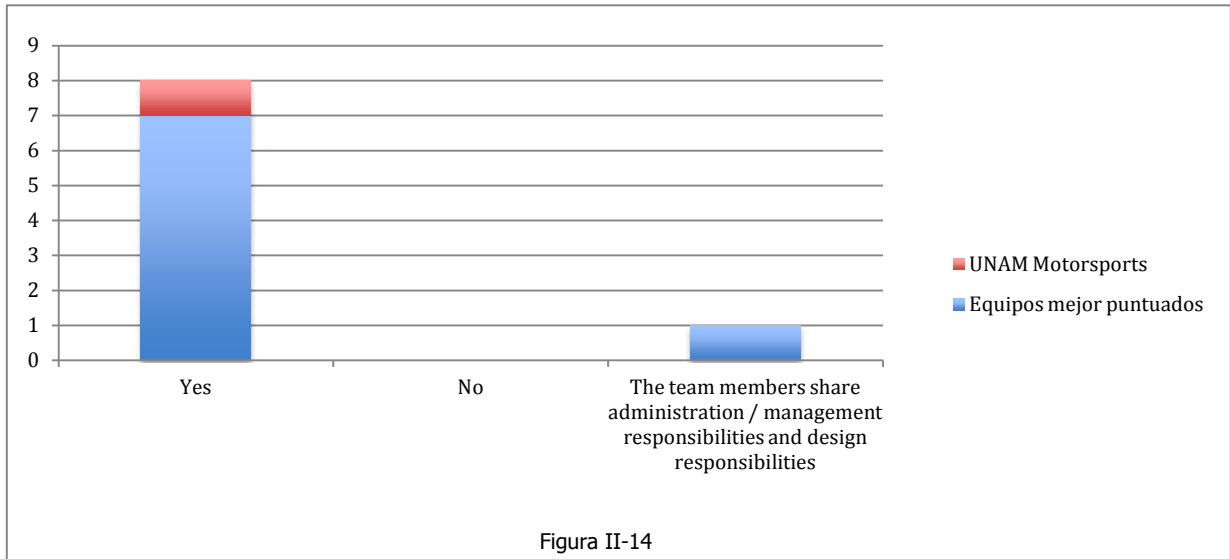 9
8
7
6
5
4
3
2
1
0
Yes
No
The team members share
administration / management
responsibilities and design
responsibilities
UNAM Motorsports
Equipos mejor puntuados
Figura II-14